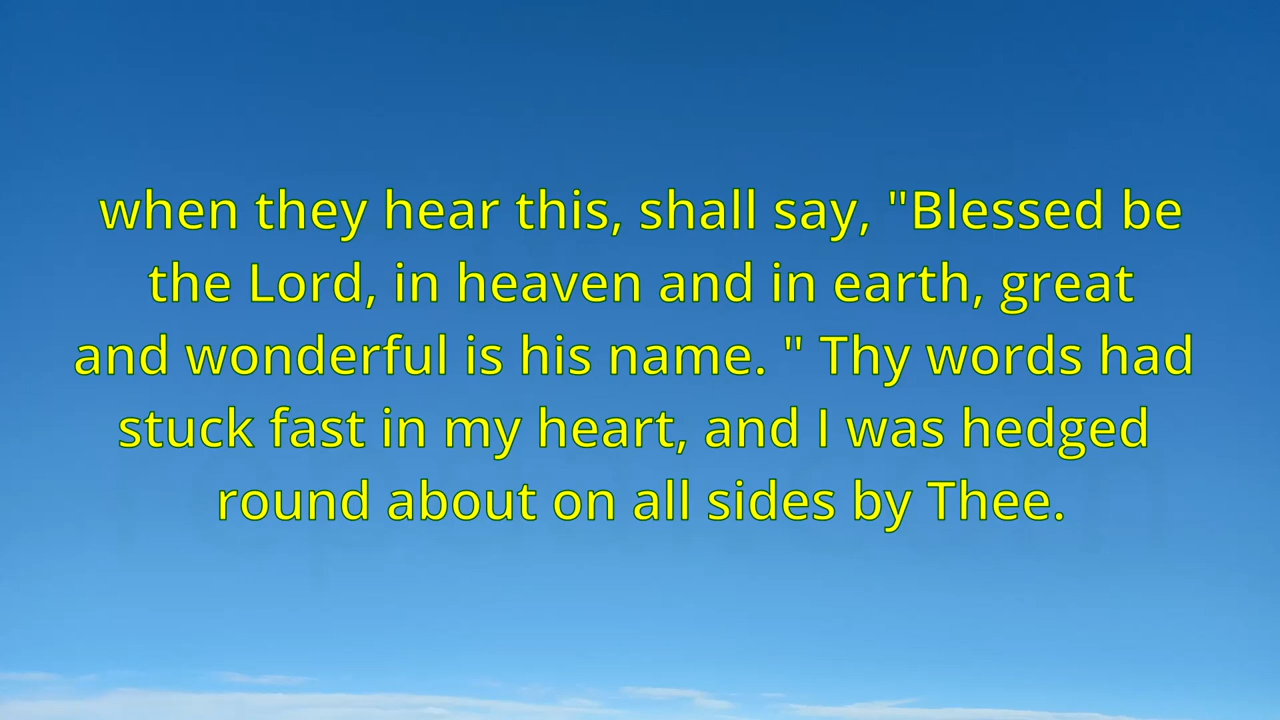 when they hear this, shall say, "Blessed be
the Lord, in heaven and in earth, great
and wonderful is his name. " Thy words had
stuck fast in my heart, and I was hedged
round about on all sides by Thee.